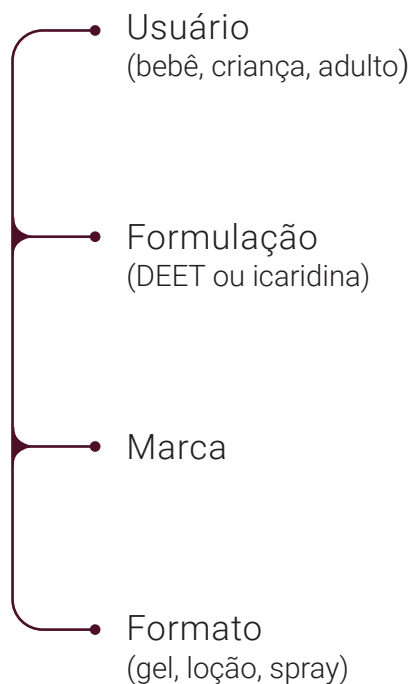 Usuário
(bebê, criança, adulto)
Formulação
(DEET ou icaridina)
Marca
Formato
(gel, loção, spray)